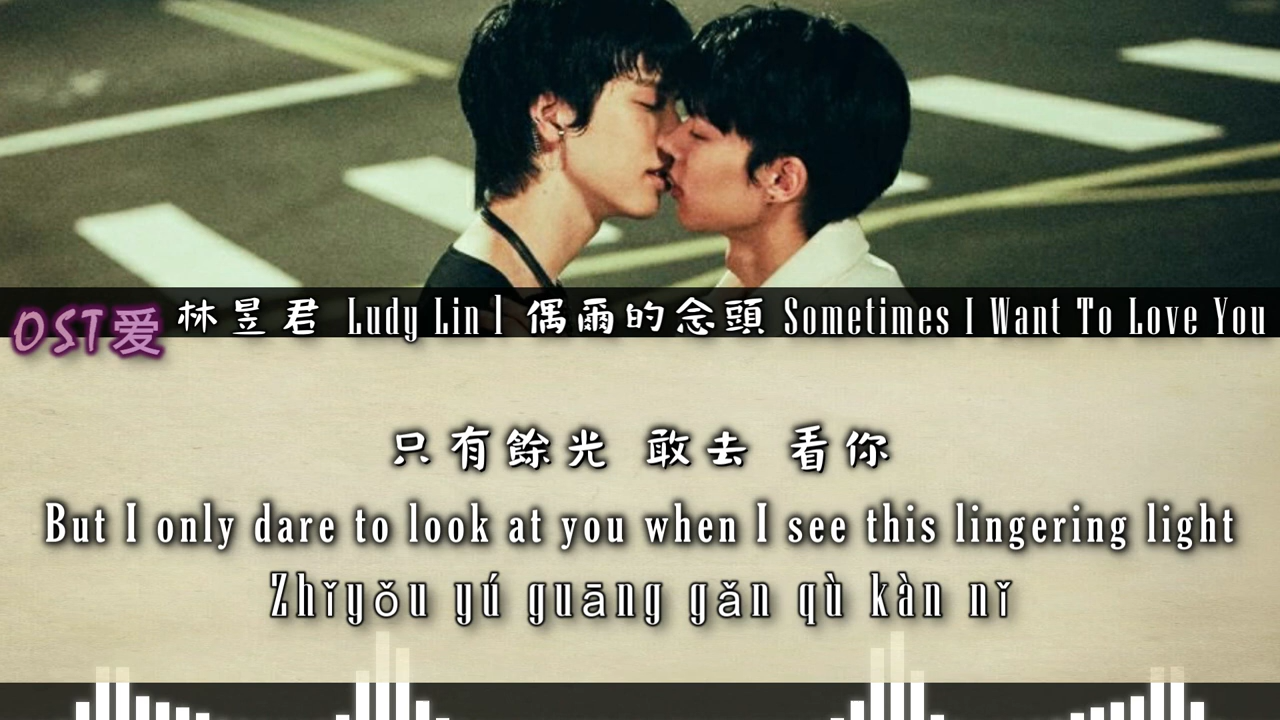 OST爱 林昱君 Ludy Lin l 偶爾的念頭 Sometimes I Want To Love You
只有餘光 敢去 看你
But I only dare to look at you when I see this lingering light
Zhǐyǒu yú guāng gǎn qù kàn nǐ